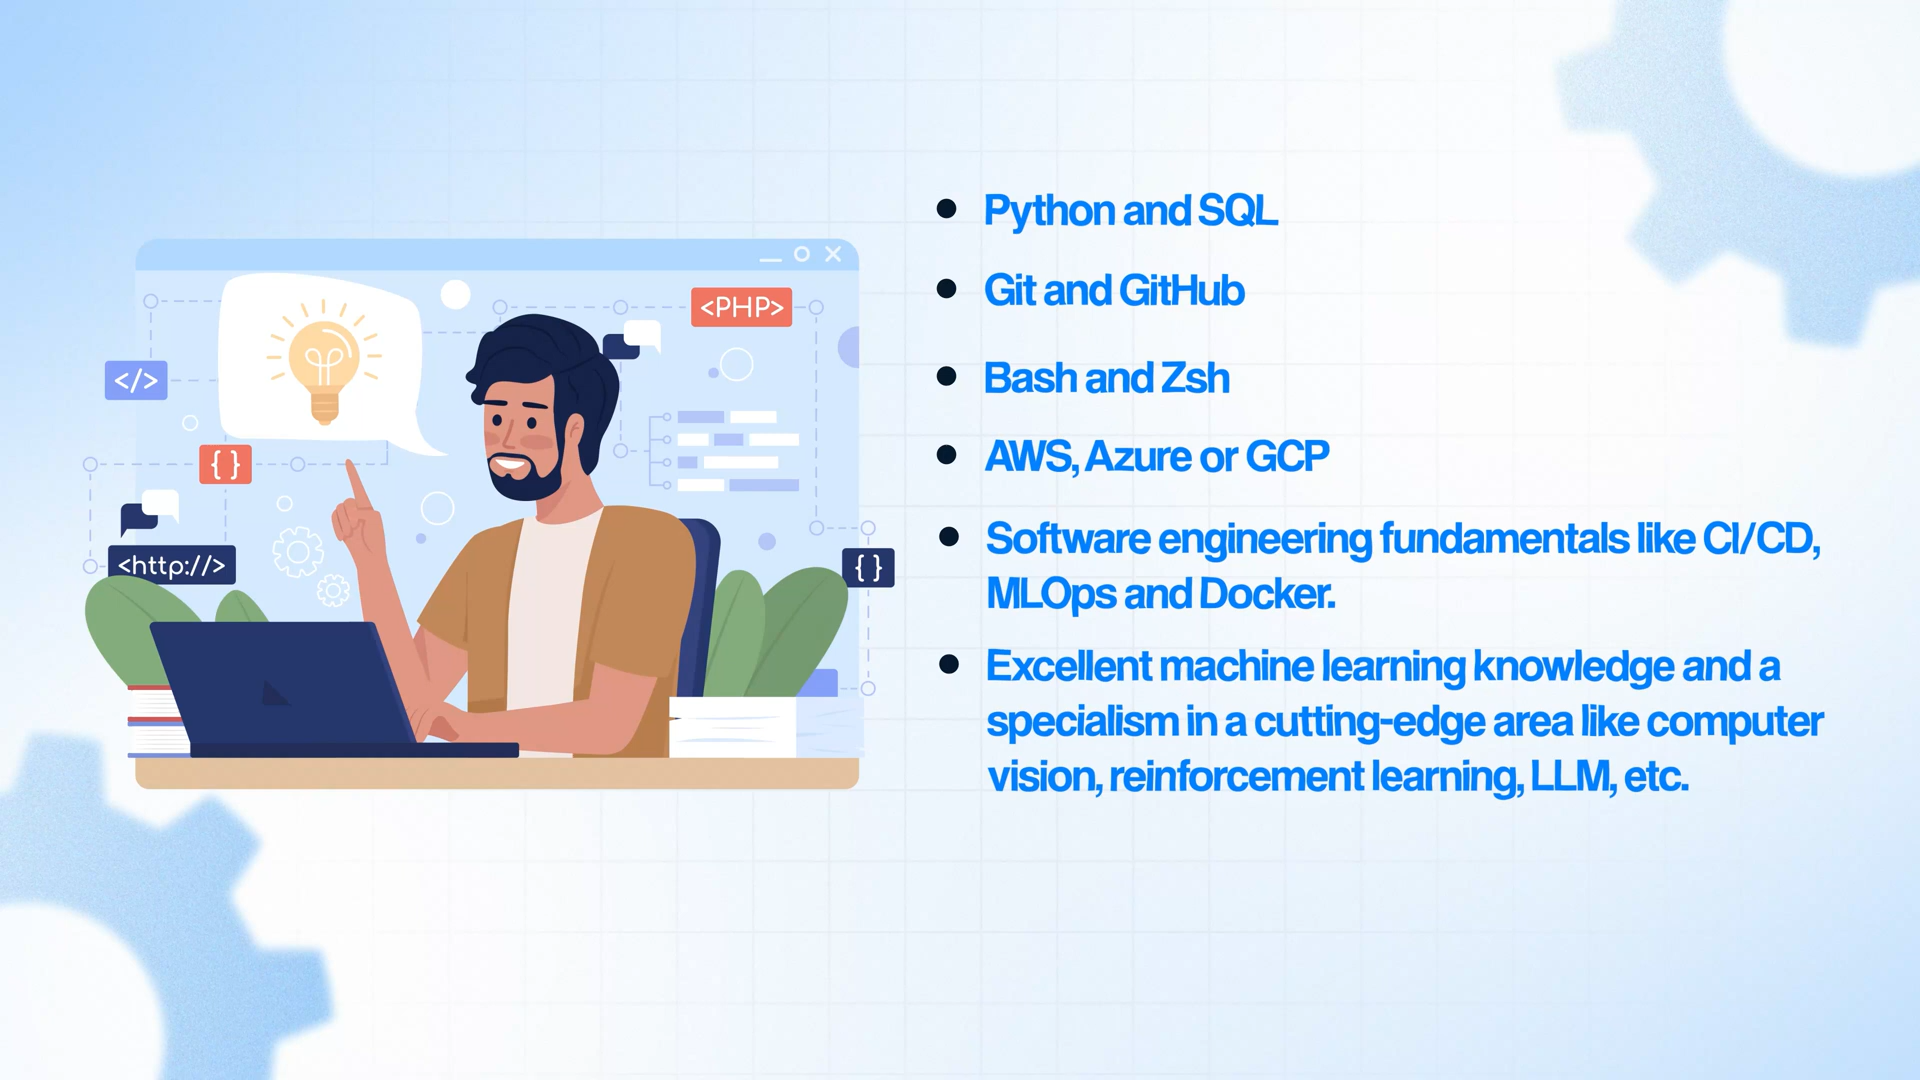 <PHP>
</>
{ }
<http://>
{ }
Python and SQL
Git and GitHub
Bash and Zsh
AWS, Azure or GCP
Software engineering fundamentals like CI/CD,
MLOps and Docker.
Excellent machine learning knowledge and a
specialism in a cutting-edge area like computer
vision, reinforcement learning, LLM, etc.